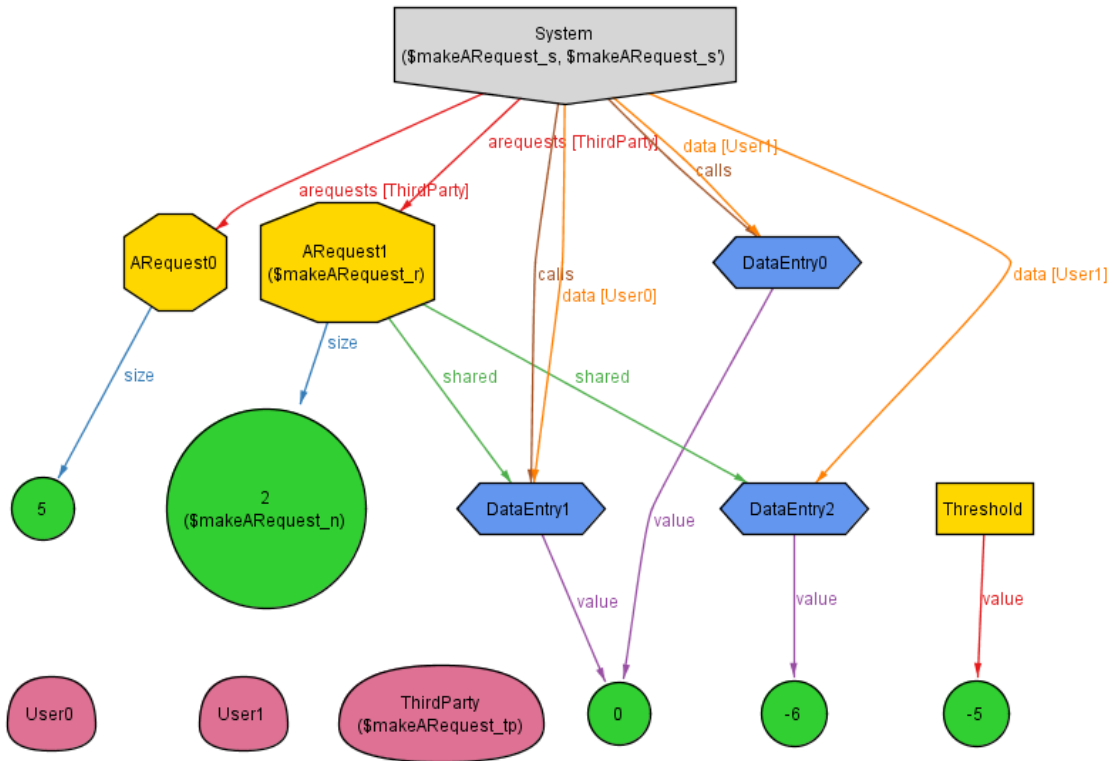 System
($makeARequest_s, $makeARequest_s')
arequests [ThirdParty]
data [User1]
calls
arequests [ThirdParty]
ARequest0
ARequest1
($makeARequest_r)
DataEntry0
calls
data [User1]
data [User0]
size
size
shared
shared
5
2
($makeARequest_n)
DataEntry1
DataEntry2
Threshold
value
value
value
value
User0
User1
ThirdParty
($makeARequest_tp)
0
-6
-5